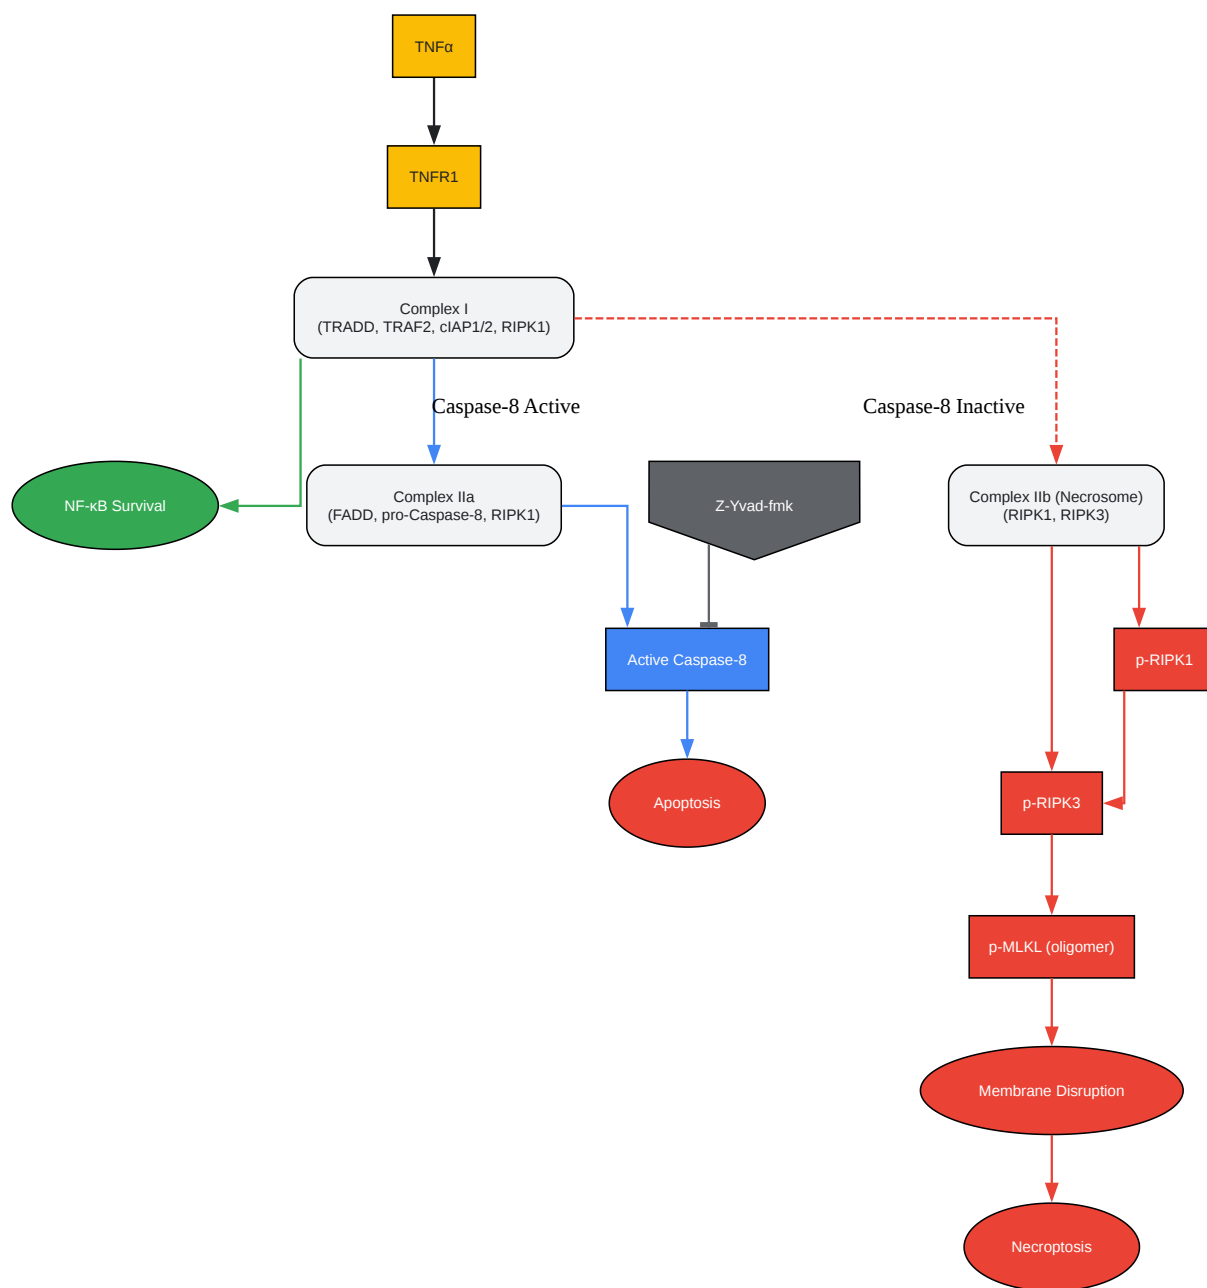 TNFα
TNFR1
Complex I
(TRADD, TRAF2, cIAP1/2, RIPK1)
Caspase-8 Active
Caspase-8 Inactive
NF-κB Survival
Complex IIa
(FADD, pro-Caspase-8, RIPK1)
Z-Yvad-fmk
Complex IIb (Necrosome)
(RIPK1, RIPK3)
Active Caspase-8
p-RIPK1
Apoptosis
p-RIPK3
p-MLKL (oligomer)
Membrane Disruption
Necroptosis